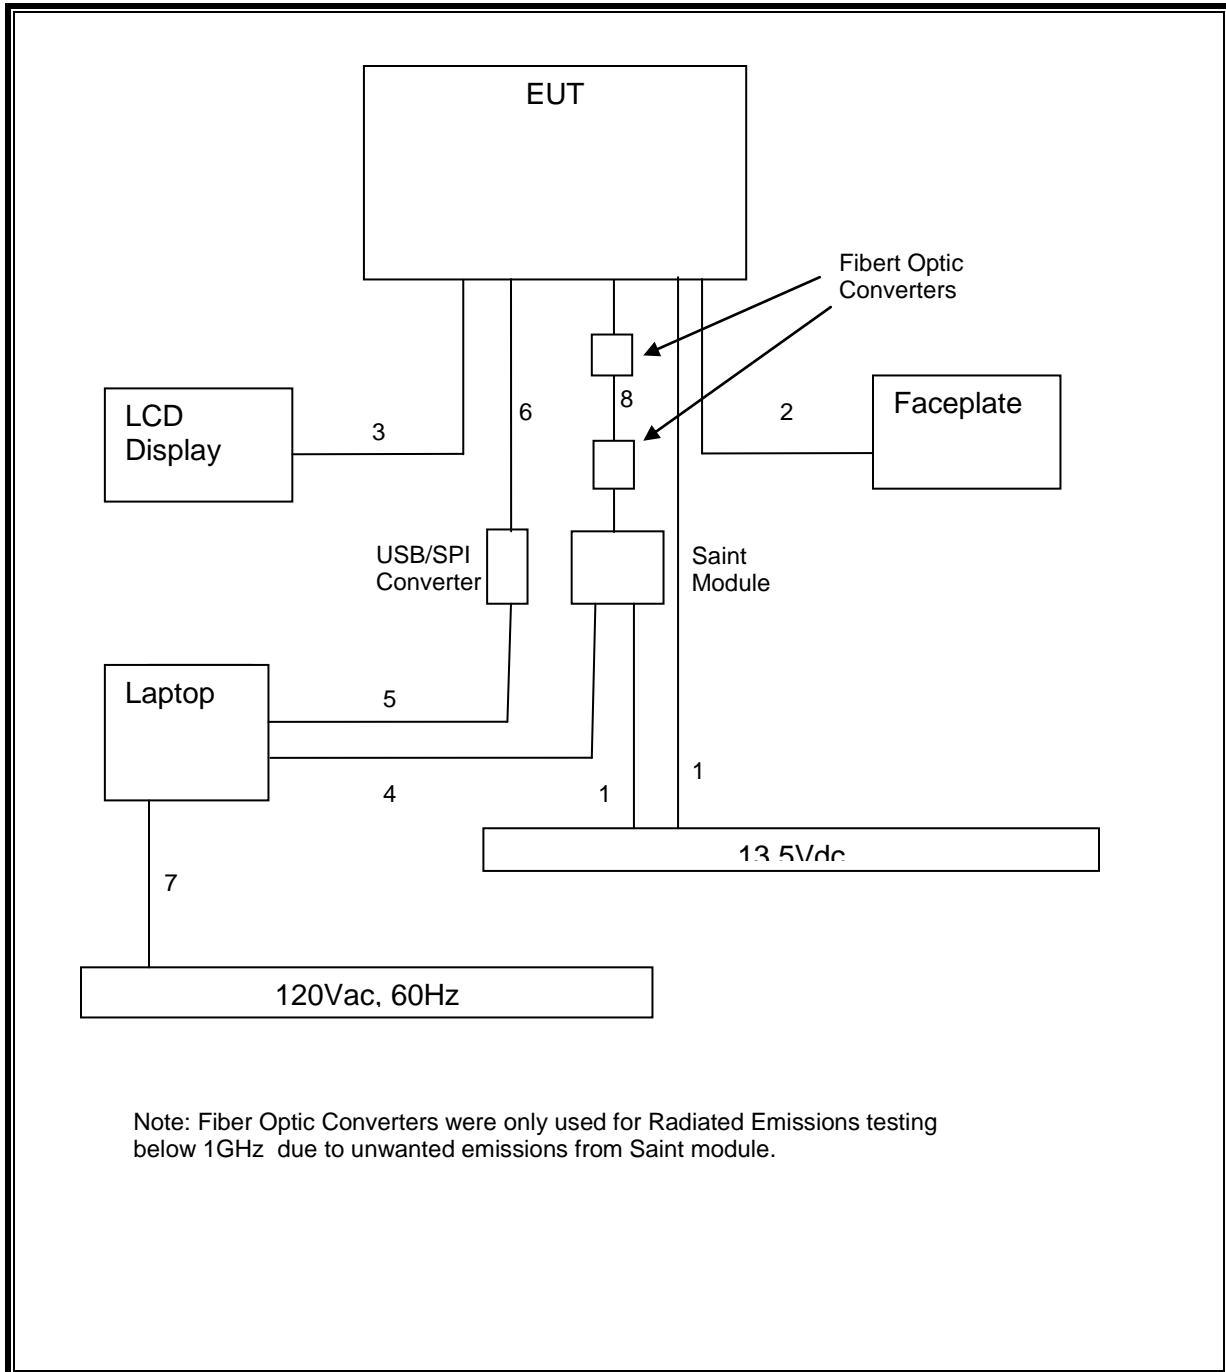 EUT
Fibert Optic
Converters
LCD
Display
3
6
8
2
Faceplate
USB/SPI
Converter
Saint
Module
Laptop
5
4
1
1
13.5Vdc
7
120Vac, 60Hz
Note: Fiber Optic Converters were only used for Radiated Emissions testing
below 1GHz due to unwanted emissions from Saint module.